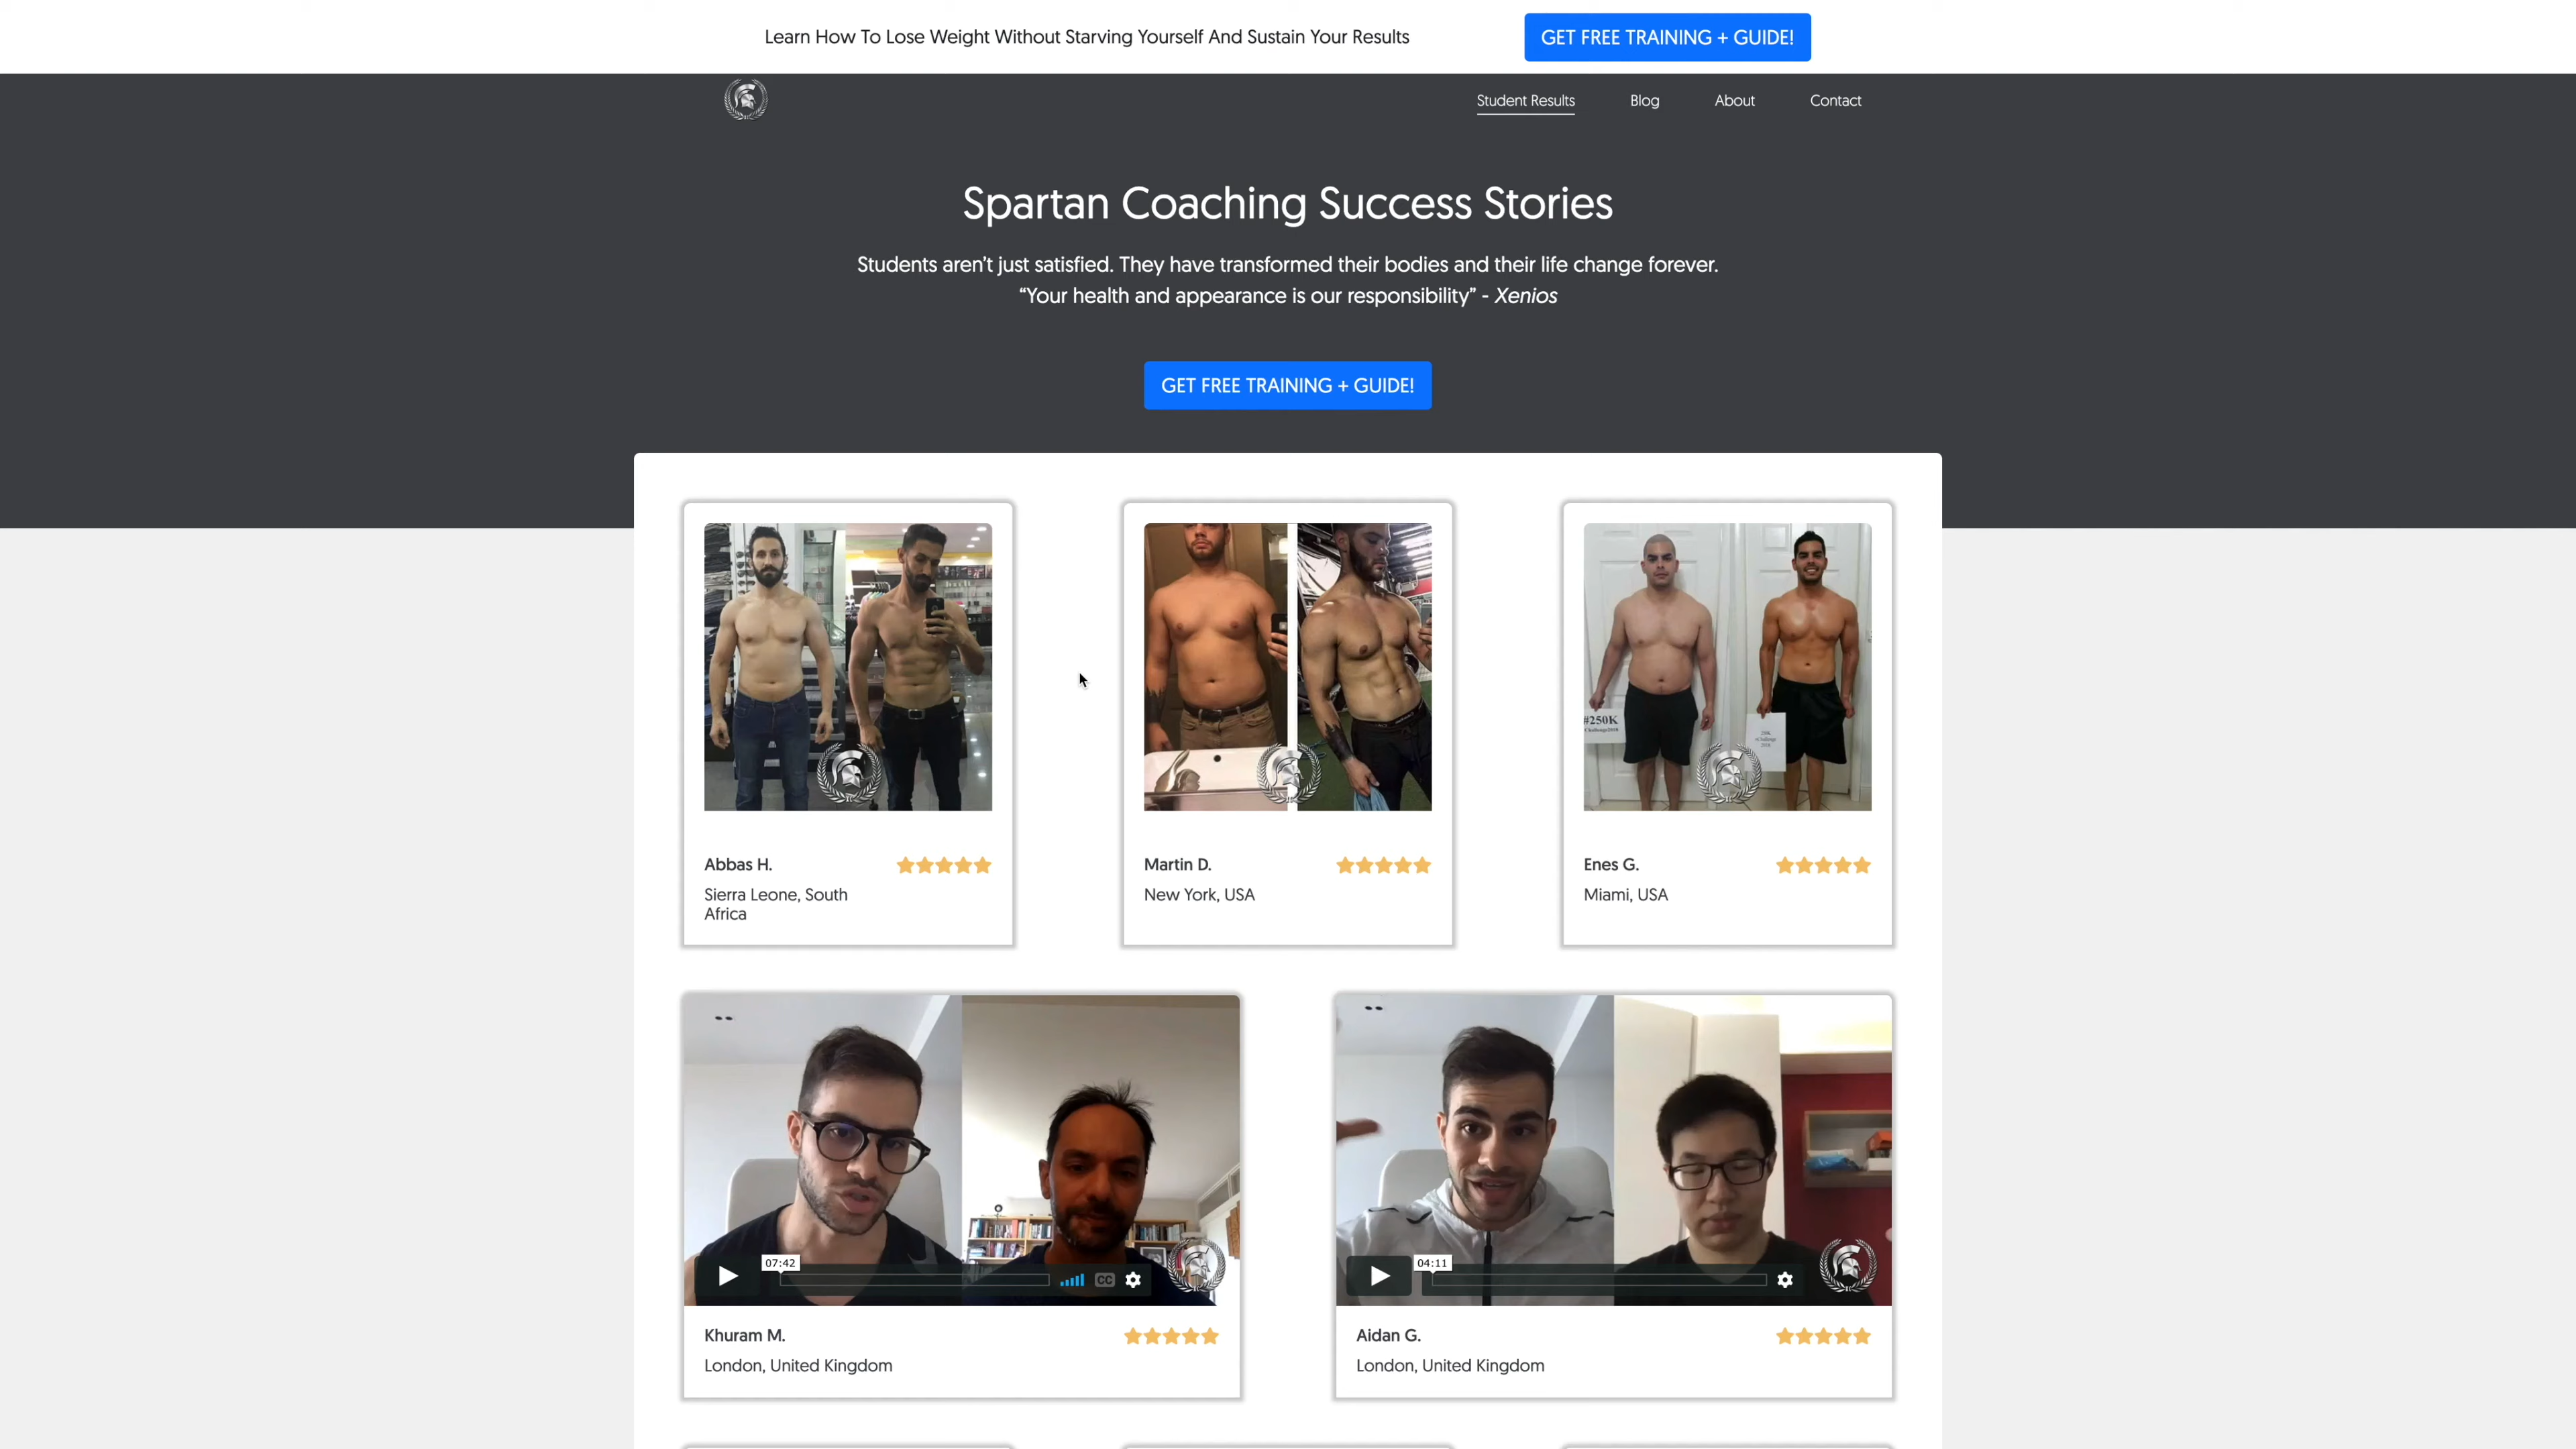 Learn How To Lose Weight Without Starving Yourself And Sustain Your Results
GET FREE TRAINING + GUIDE!
Student Results
Blog
About
Contact
Spartan Coaching Success Stories
Students aren’t just satisfied. They have transformed their bodies and their life change forever.
“Your health and appearance is our responsibility” - Xenios
GET FREE TRAINING + GUIDE!
#250K
Challenge2018
Abbas H.
Sierra Leone, South
Africa
Martin D.
New York, USA
Enes G.
Miami, USA
07:42
CC
04:11
Khuram M.
London, United Kingdom
Aidan G.
London, United Kingdom